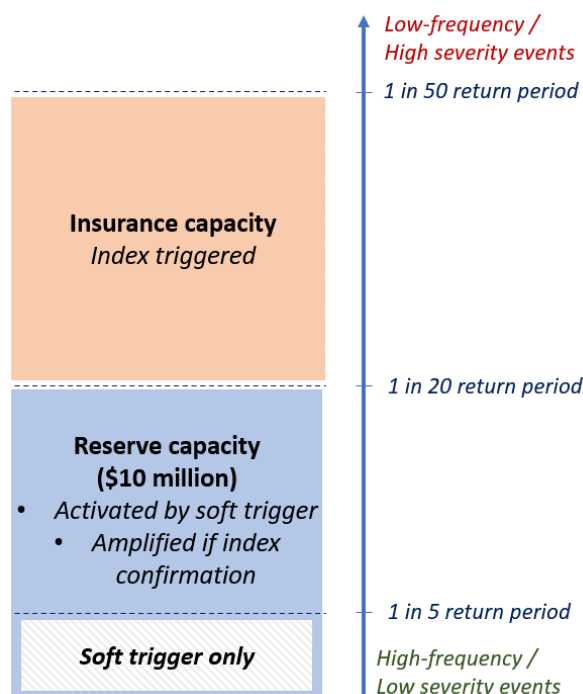 Low-frequency /
High severity events
1 in 50 return period
Insurance capacity
Index triggered
1 in 20 return period
Reserve capacity
($10 million)
• Activated by soft trigger
• Amplified if index
confirmation
1 in 5 return period
Soft trigger only
High-frequency /
Low severity events